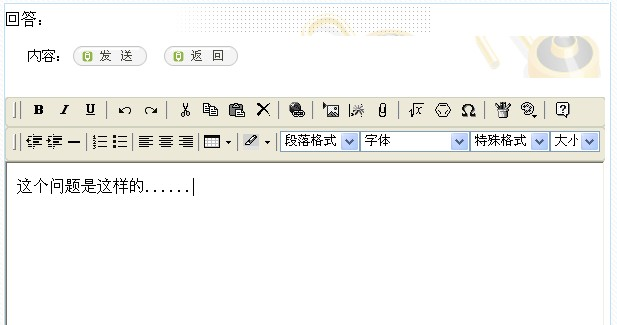 回答：
内容： 发 送 返 回
B I U
段落格式 字体 特殊格式 大小
这个问题是这样的......